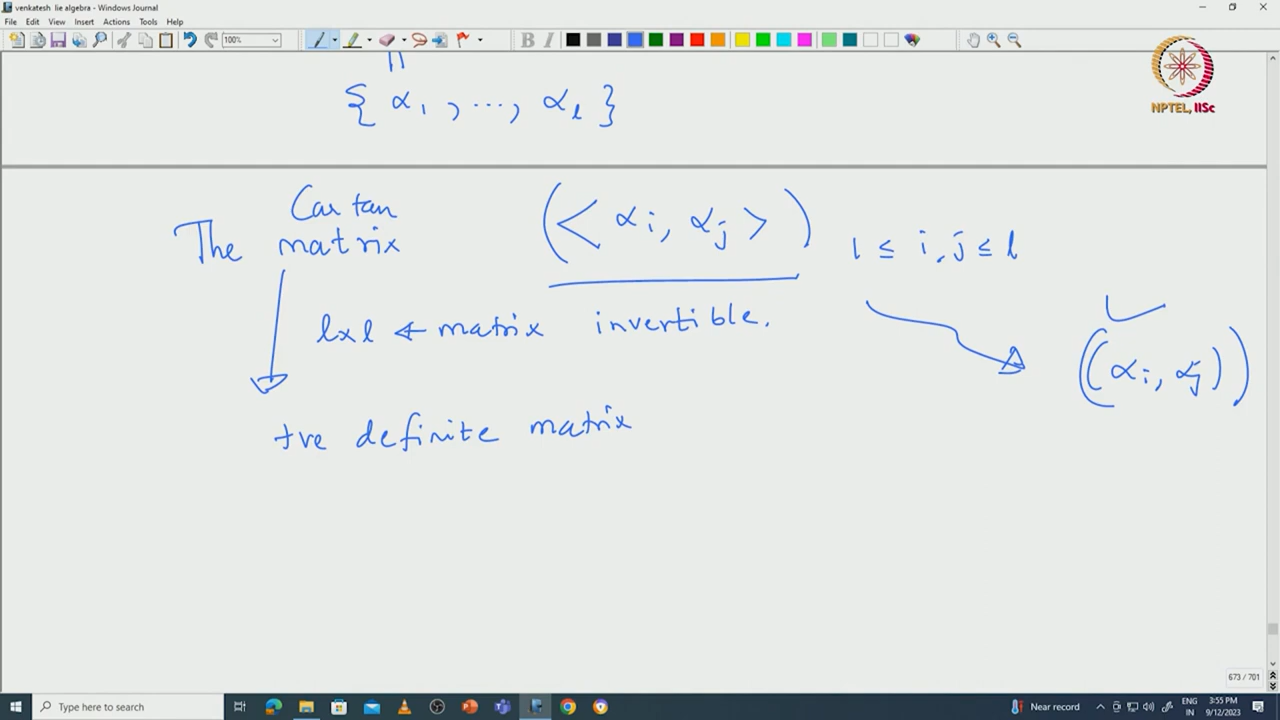 venkatesh lie algebra - Windows Journal
File Edit View Insert Actions Tools Help
100%
B I
NPTEL, IISc
{ α₁, ..., αₗ }
The Cartan matrix (< αᵢ, αⱼ >) 1 ≤ i, j ≤ l
l×l ← matrix invertible.
((αᵢ, αⱼ))
+ve definite matrix
673 / 701
Type here to search
Near record
ENG
IN
3:55 PM
9/12/2023